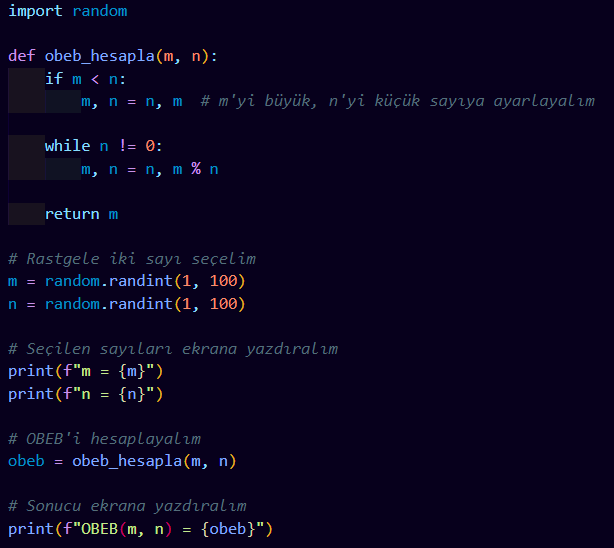 import random
def obeb_hesapla(m, n):
if m < n:
m, n = n, m  # m'yi büyük, n'yi küçük sayıya ayarlayalım
while n != 0:
m, n = n, m % n
return m
# Rastgele iki sayı seçelim
m = random.randint(1, 100)
n = random.randint(1, 100)
# Seçilen sayıları ekrana yazdıralım
print(f"m = {m}")
print(f"n = {n}")
# OBEB'i hesaplayalım
obeb = obeb_hesapla(m, n)
# Sonucu ekrana yazdıralım
print(f"OBEB(m, n) = {obeb}")